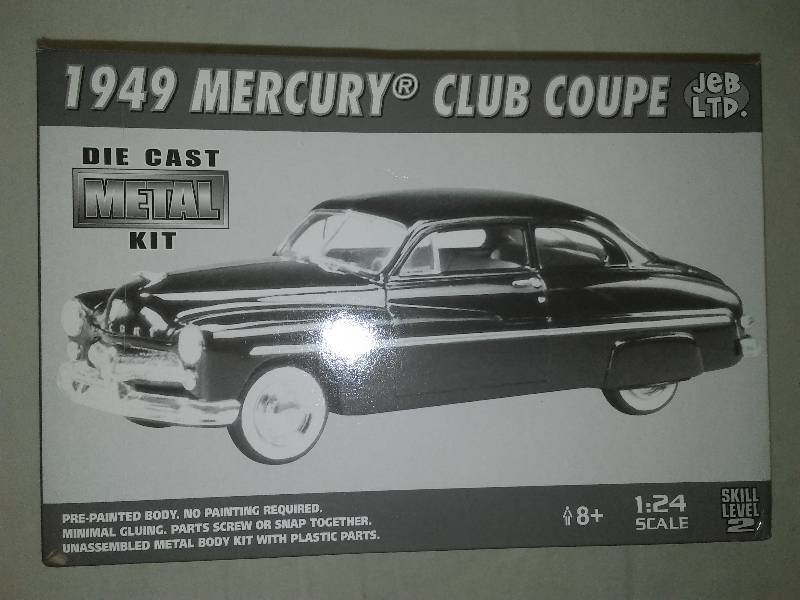 1949 MERCURY® CLUB COUPE
JEB
LTD.
DIE CAST
METAL
KIT
PRE-PAINTED BODY. NO PAINTING REQUIRED.
MINIMAL GLUING. PARTS SCREW OR SNAP TOGETHER.
UNASSEMBLED METAL BODY KIT WITH PLASTIC PARTS.
8+
1:24
SCALE
SKILL
LEVEL
2